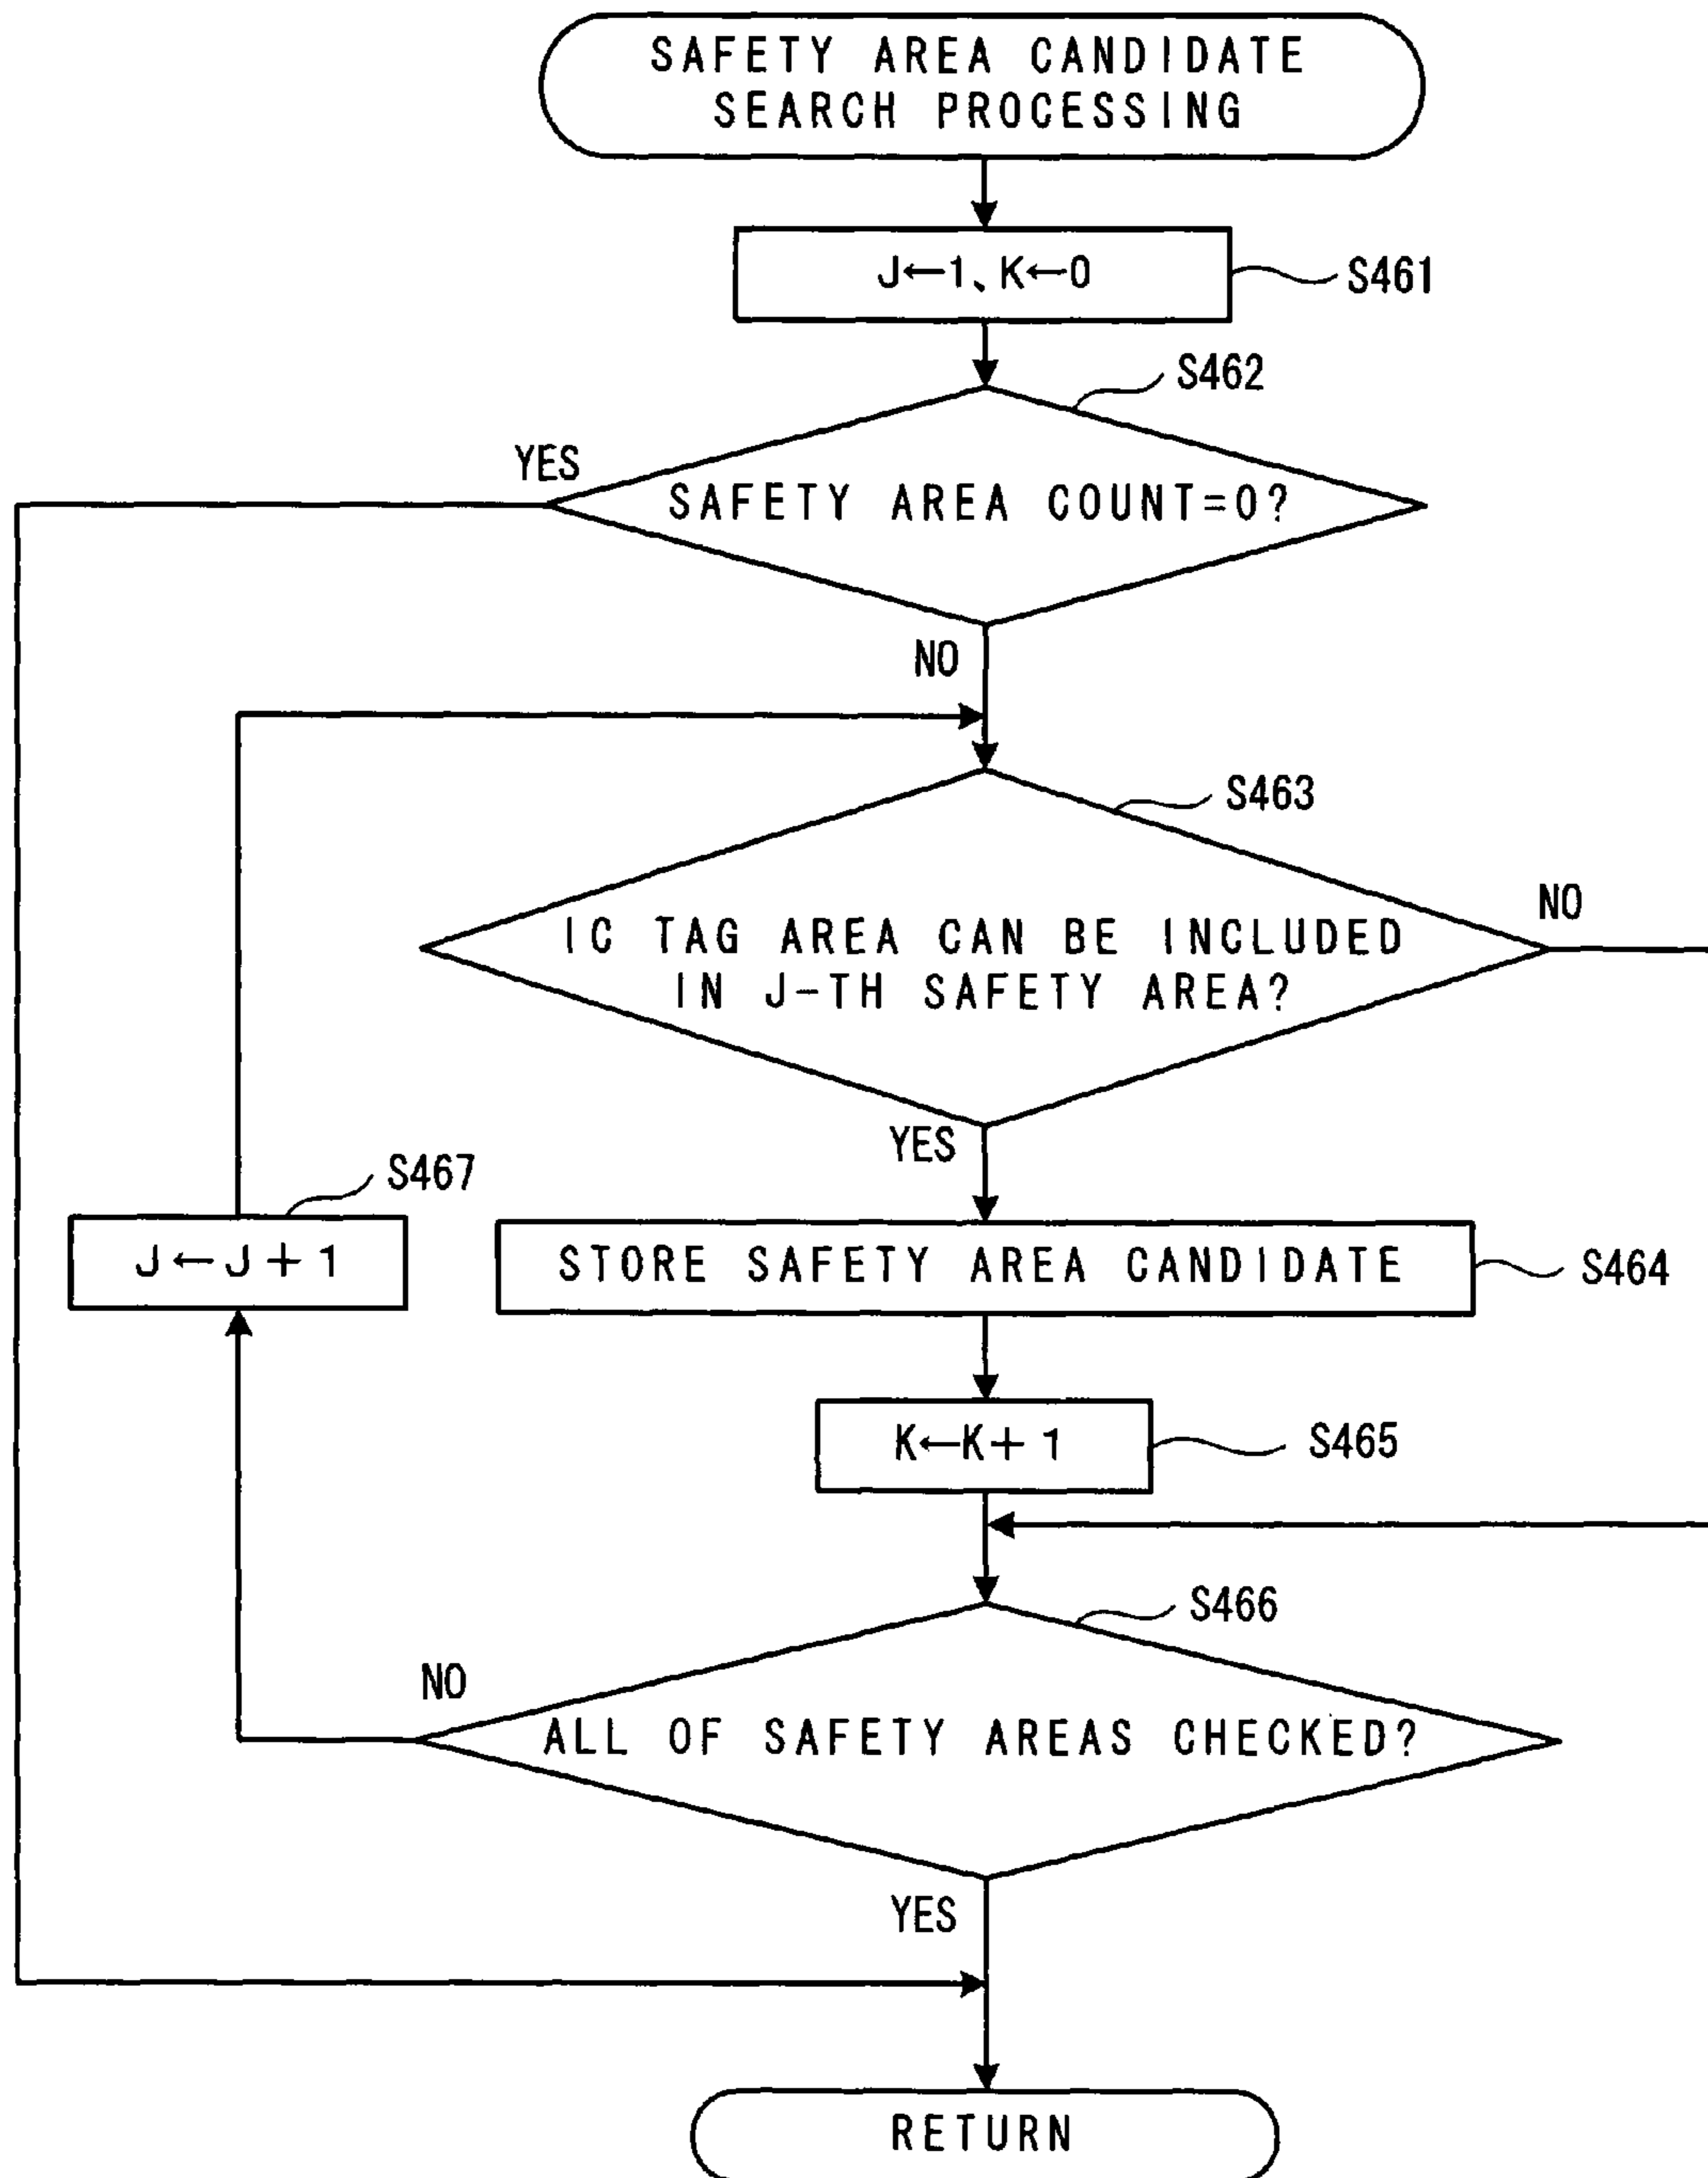 SAFETY AREA CANDIDATE
SEARCH PROCESSING
J←1、K←0
S461
S462
YES
SAFETY AREA COUNT=0?
NO
S463
NO
IC TAG AREA CAN BE INCLUDED
IN J-TH SAFETY AREA?
YES
S467
J←J+1
STORE SAFETY AREA CANDIDATE
S464
K←K+1
S465
S466
NO
ALL OF SAFETY AREAS CHECKED?
YES
RETURN